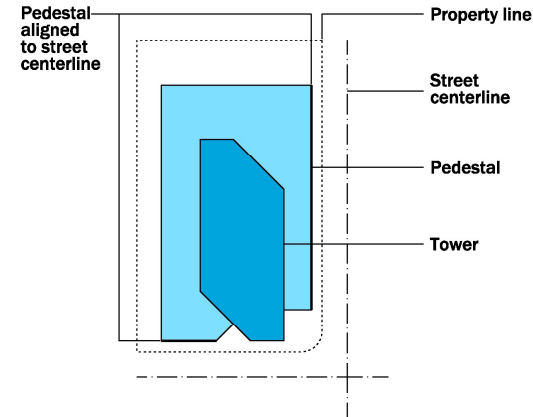 Pedestal
aligned
to street
centerline
Property line
Street
centerline
Pedestal
Tower